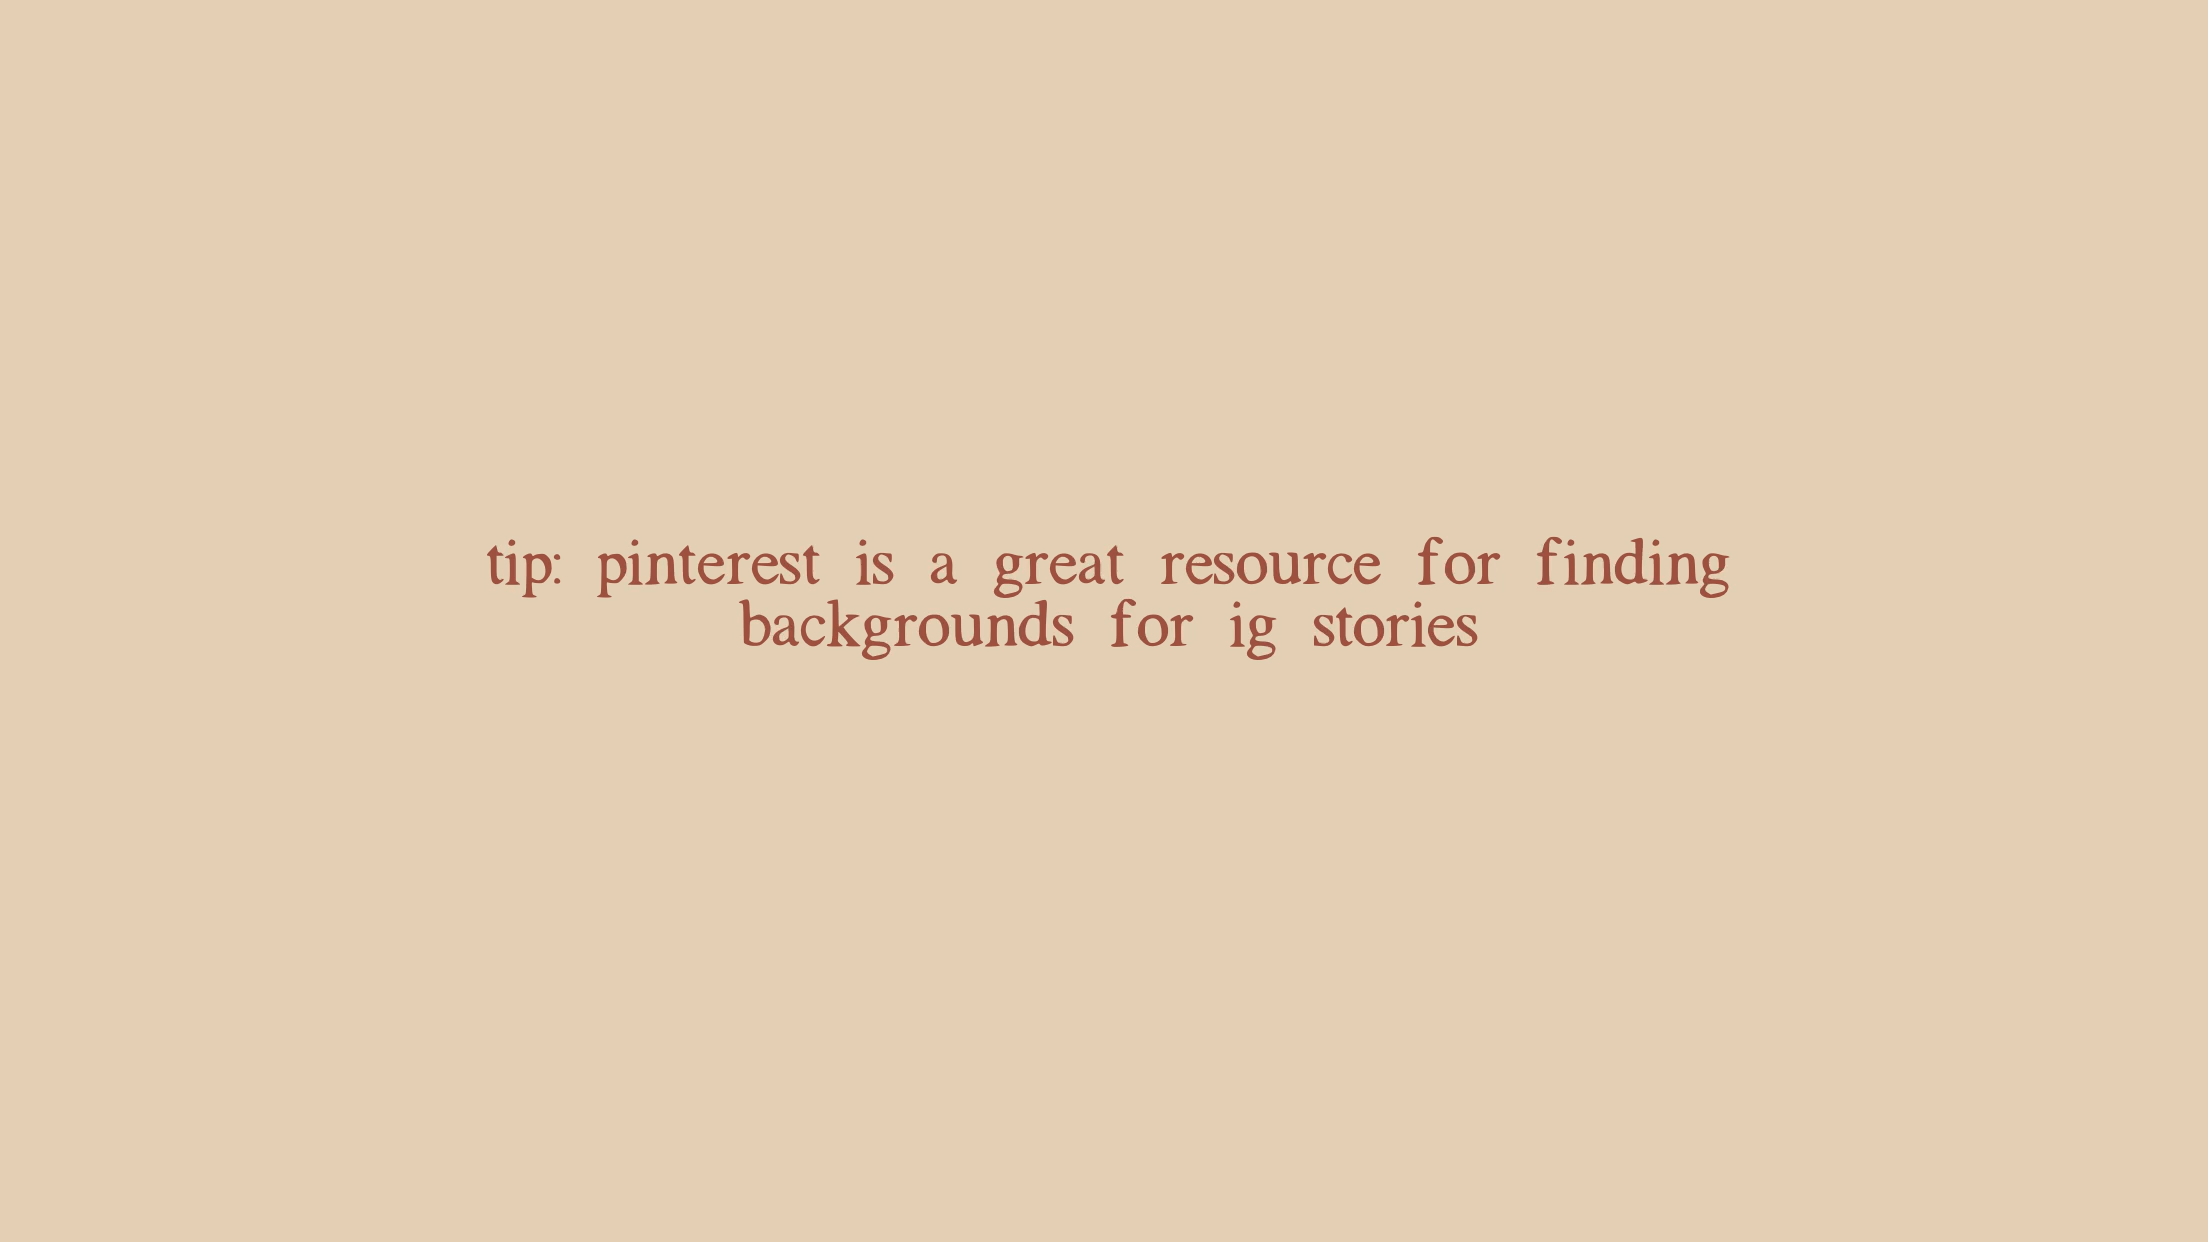 tip: pinterest is a great resource for finding
backgrounds for ig stories